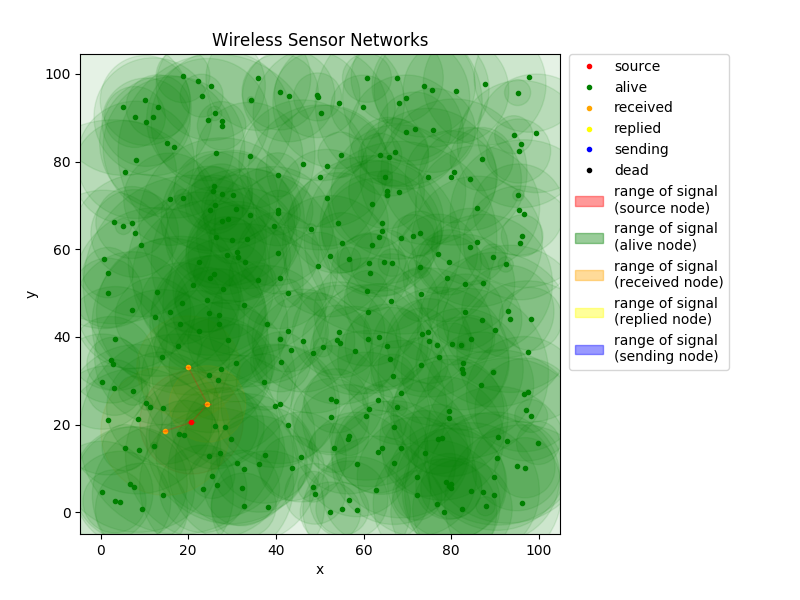 Wireless Sensor Networks
100
80
60
40
20
0
y
0 20 40 60 80 100
x
source
alive
received
replied
sending
dead
range of signal
(source node)
range of signal
(alive node)
range of signal
(received node)
range of signal
(replied node)
range of signal
(sending node)